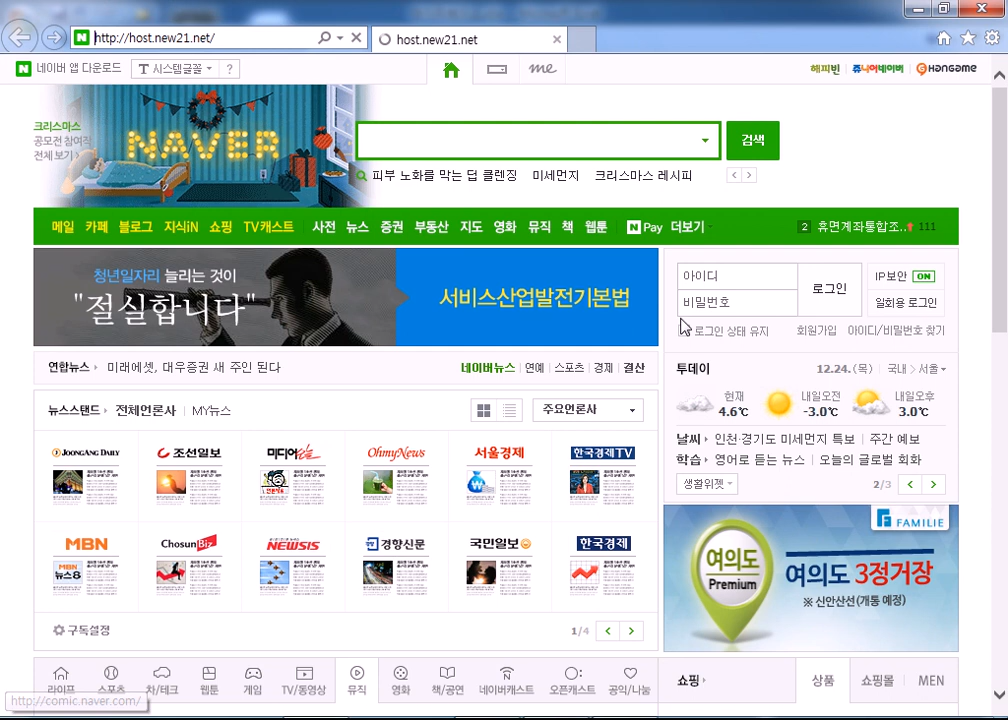 http://host.new21.net/
host.new21.net
네이버 앱 다운로드
T 시스템글꼴
?
me
해피빈
쥬니어네이버
HANGAME
크리스마스
공모전 참여작
전체 보기
NAVER
검색
피부 노화를 막는 딥 클렌징
미세먼지
크리스마스 레시피
메일 카페 블로그 지식iN 쇼핑 TV캐스트
사전 뉴스 증권 부동산 지도 영화 뮤직 책 웹툰
N Pay 더보기
2 휴면계좌통합조.. 111
청년일자리 늘리는 것이
"절실합니다"
서비스산업발전기본법
아이디
비밀번호
로그인
IP보안 ON
일회용 로그인
로그인 상태 유지
회원가입
아이디/비밀번호 찾기
연합뉴스
미래에셋, 대우증권 새 주인 된다
네이버뉴스 연예 스포츠 경제 결산
투데이
12.24.(목)
국내 > 서울
현재
4.6℃
내일오전
-3.0℃
내일오후
3.0℃
날씨 인천·경기도 미세먼지 특보 주간 예보
학습 영어로 듣는 뉴스 오늘의 글로벌 회화
생활위젯
2/3
뉴스스탠드 전체언론사 MY뉴스
주요언론사
JOONGANG DAILY
조선일보
미디어오늘
OhmyNews
서울경제
한국경제TV
MBN
ChosunBiz
NEWSIS
경향신문
국민일보
한국경제
MBN
뉴스8
구독설정
1/4
FAMILIE
여의도
Premium
여의도 3정거장
※ 신안산선(개통 예정)
라이프 스포츠 차/테크 웹툰 게임 TV/동영상 뮤직 영화 책/공연 네이버캐스트 오픈캐스트 공익/나눔
쇼핑
상품
쇼핑몰
MEN
http://comic.naver.com/